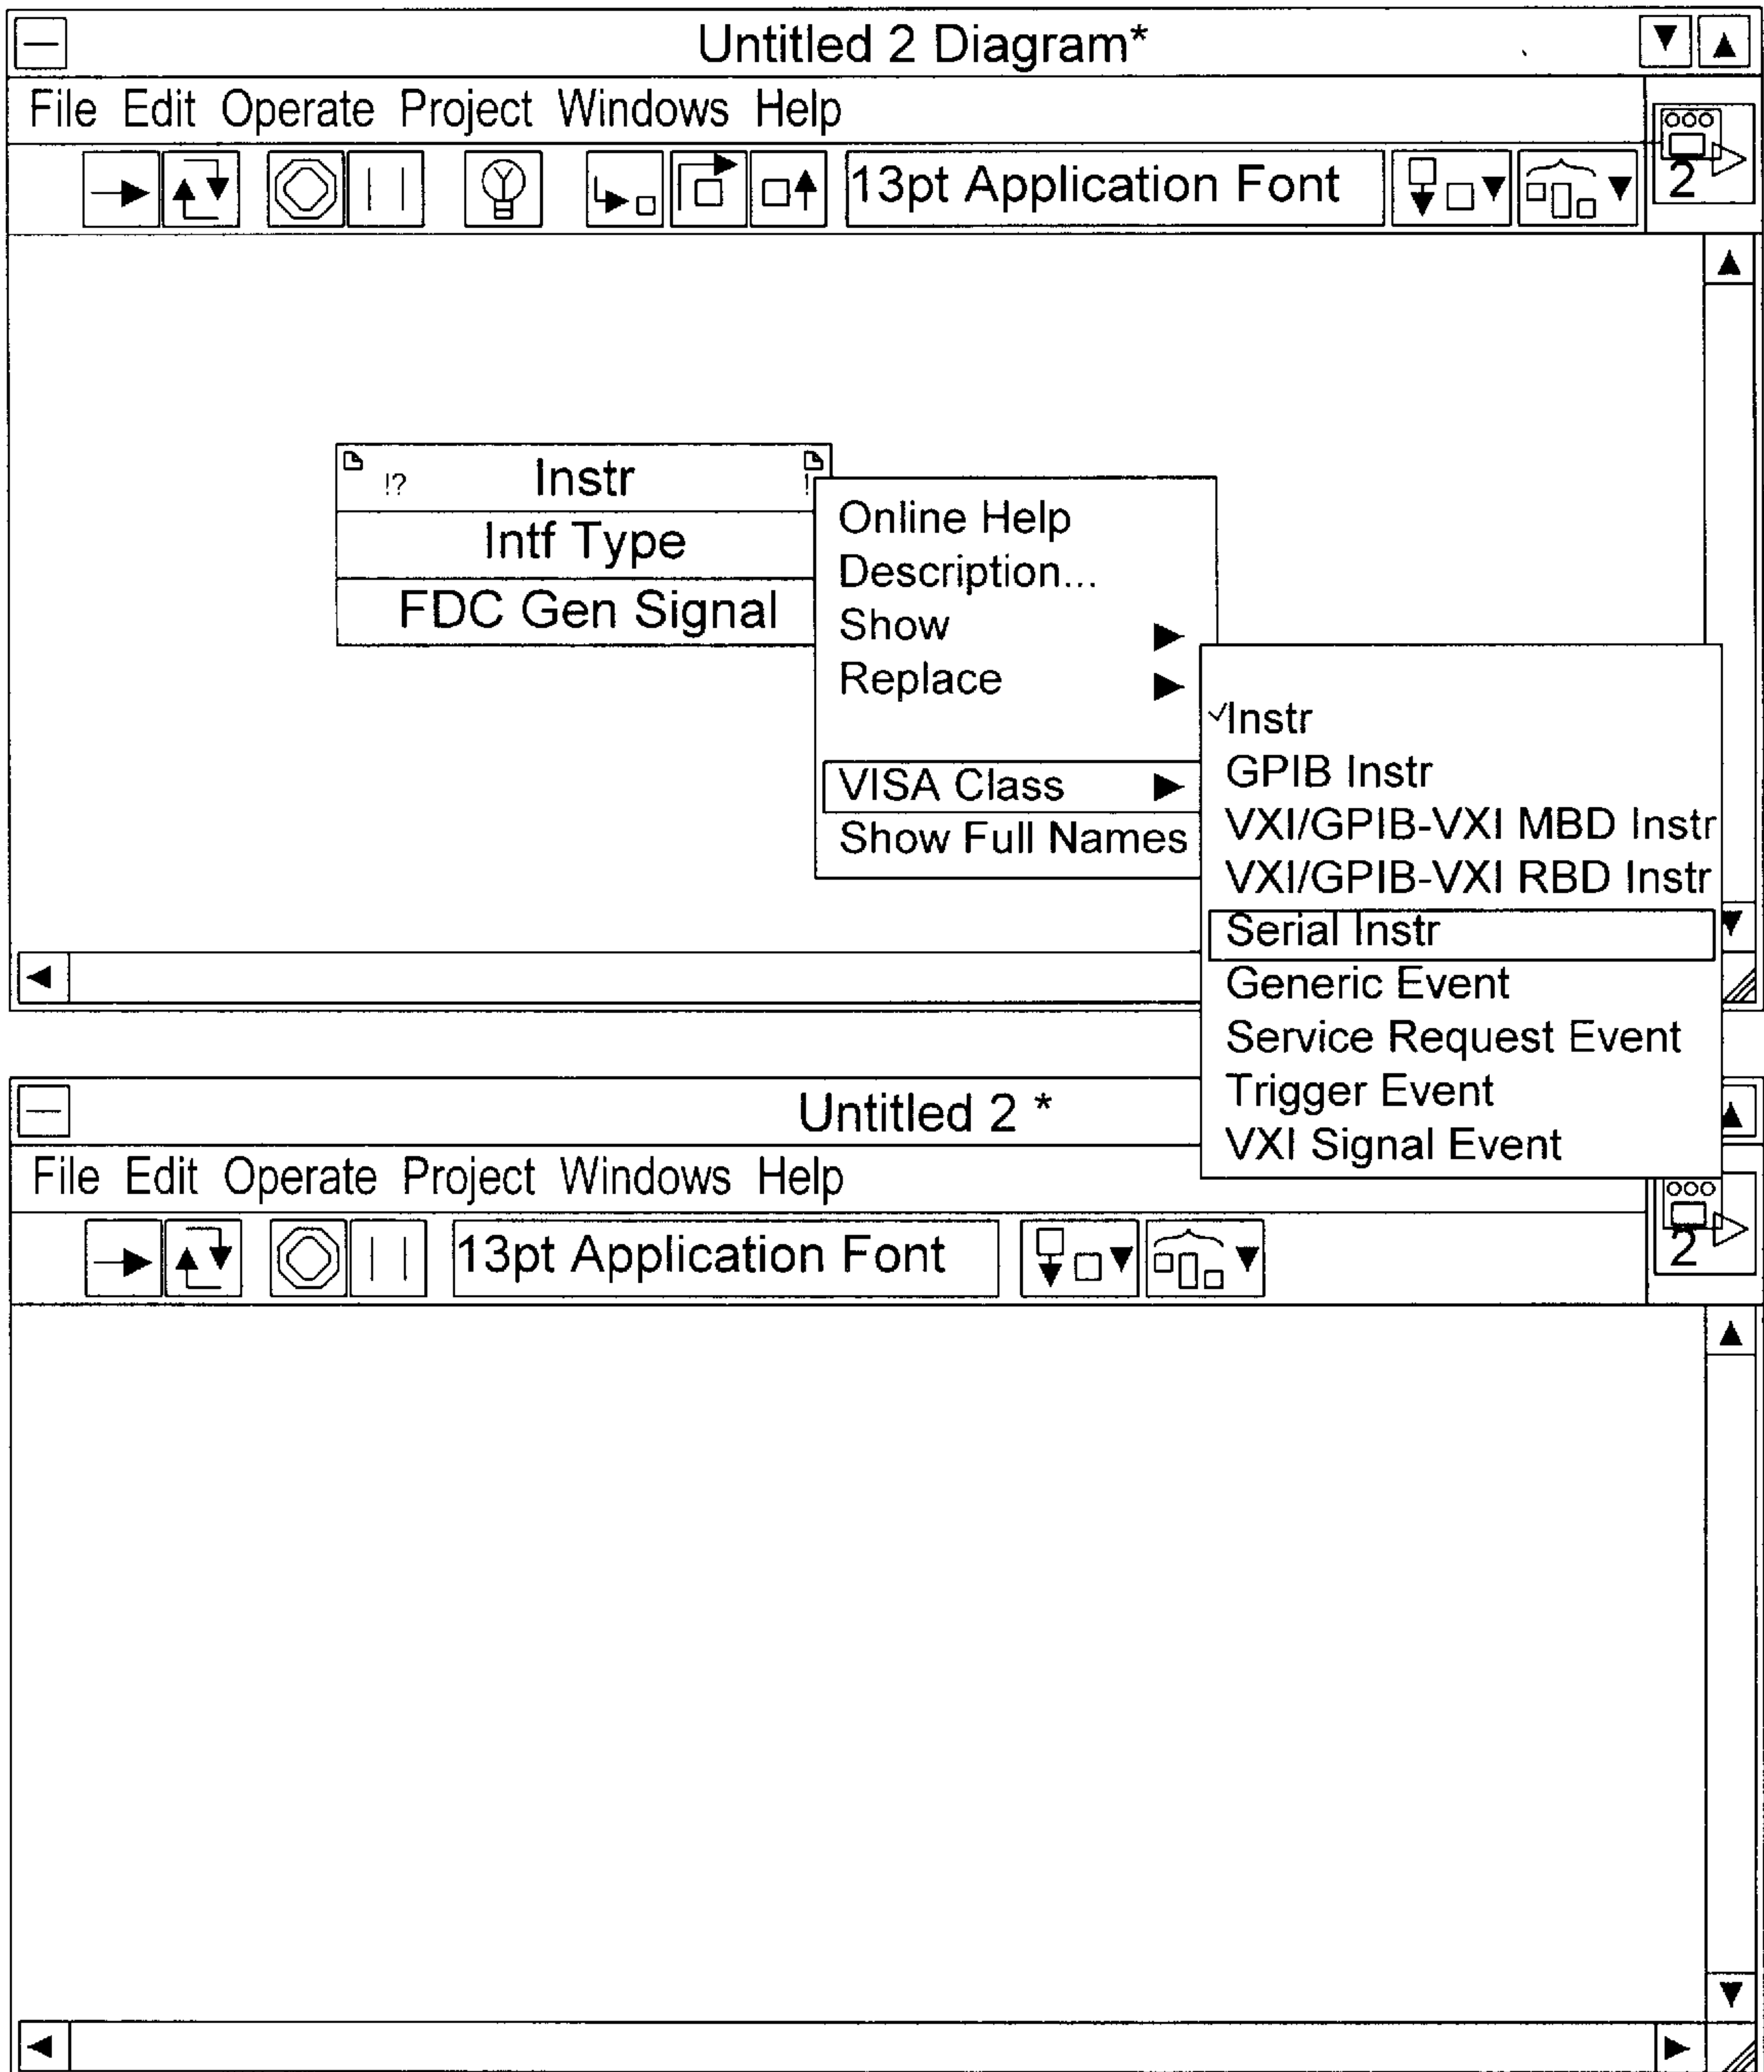 Untitled 2 Diagram*
File Edit Operate Project Windows Help
13pt Application Font
2
!? Instr !
Intf Type
FDC Gen Signal
Online Help
Description...
Show
Replace
VISA Class
Show Full Names
✓Instr
GPIB Instr
VXI/GPIB-VXI MBD Instr
VXI/GPIB-VXI RBD Instr
Serial Instr
Generic Event
Service Request Event
Trigger Event
VXI Signal Event
Untitled 2 *
File Edit Operate Project Windows Help
13pt Application Font
2